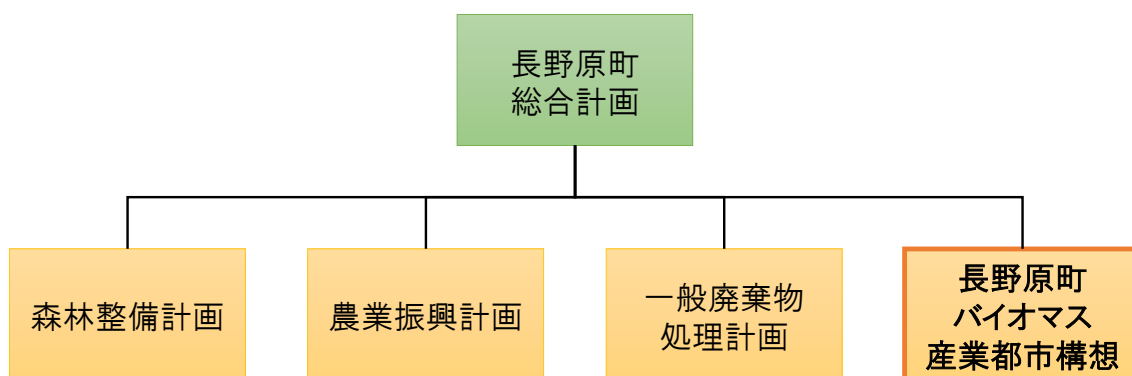 長野原町
総合計画
森林整備計画
農業振興計画
一般廃棄物
処理計画
長野原町
バイオマス
産業都市構想